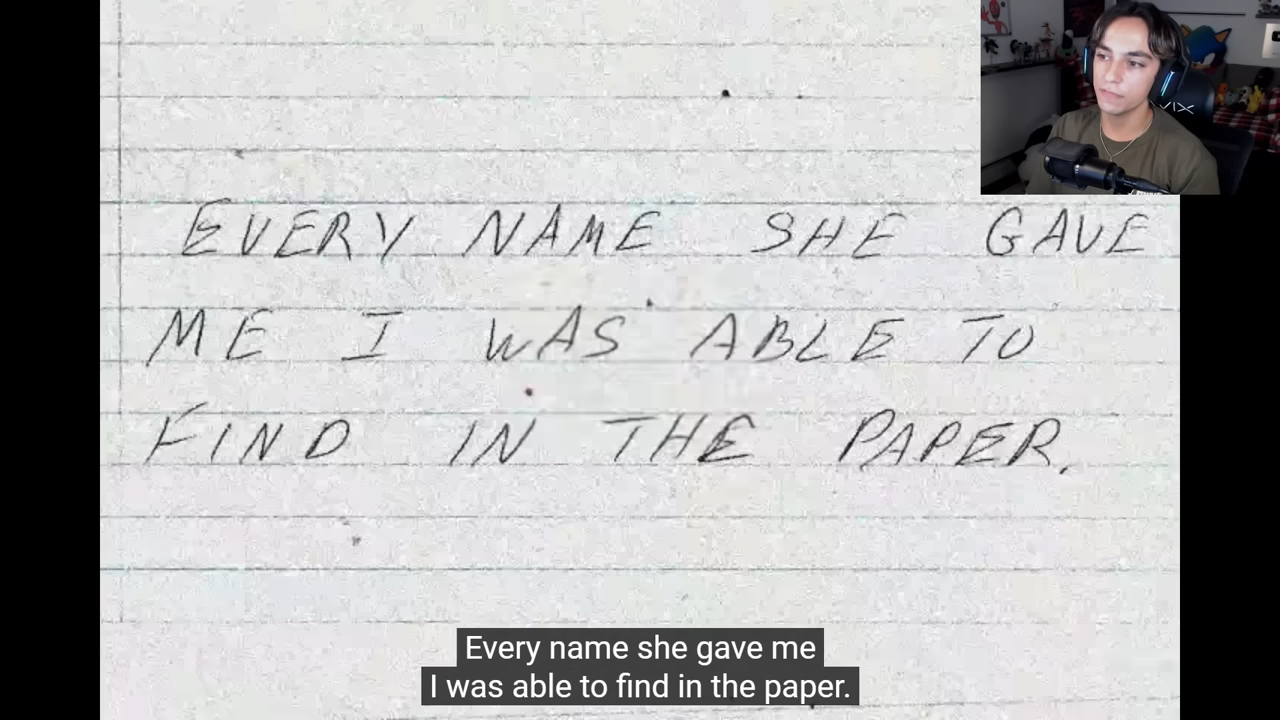 EVERY NAME SHE GAVE
ME I WAS ABLE TO
FIND IN THE PAPER.
Every name she gave me
I was able to find in the paper.